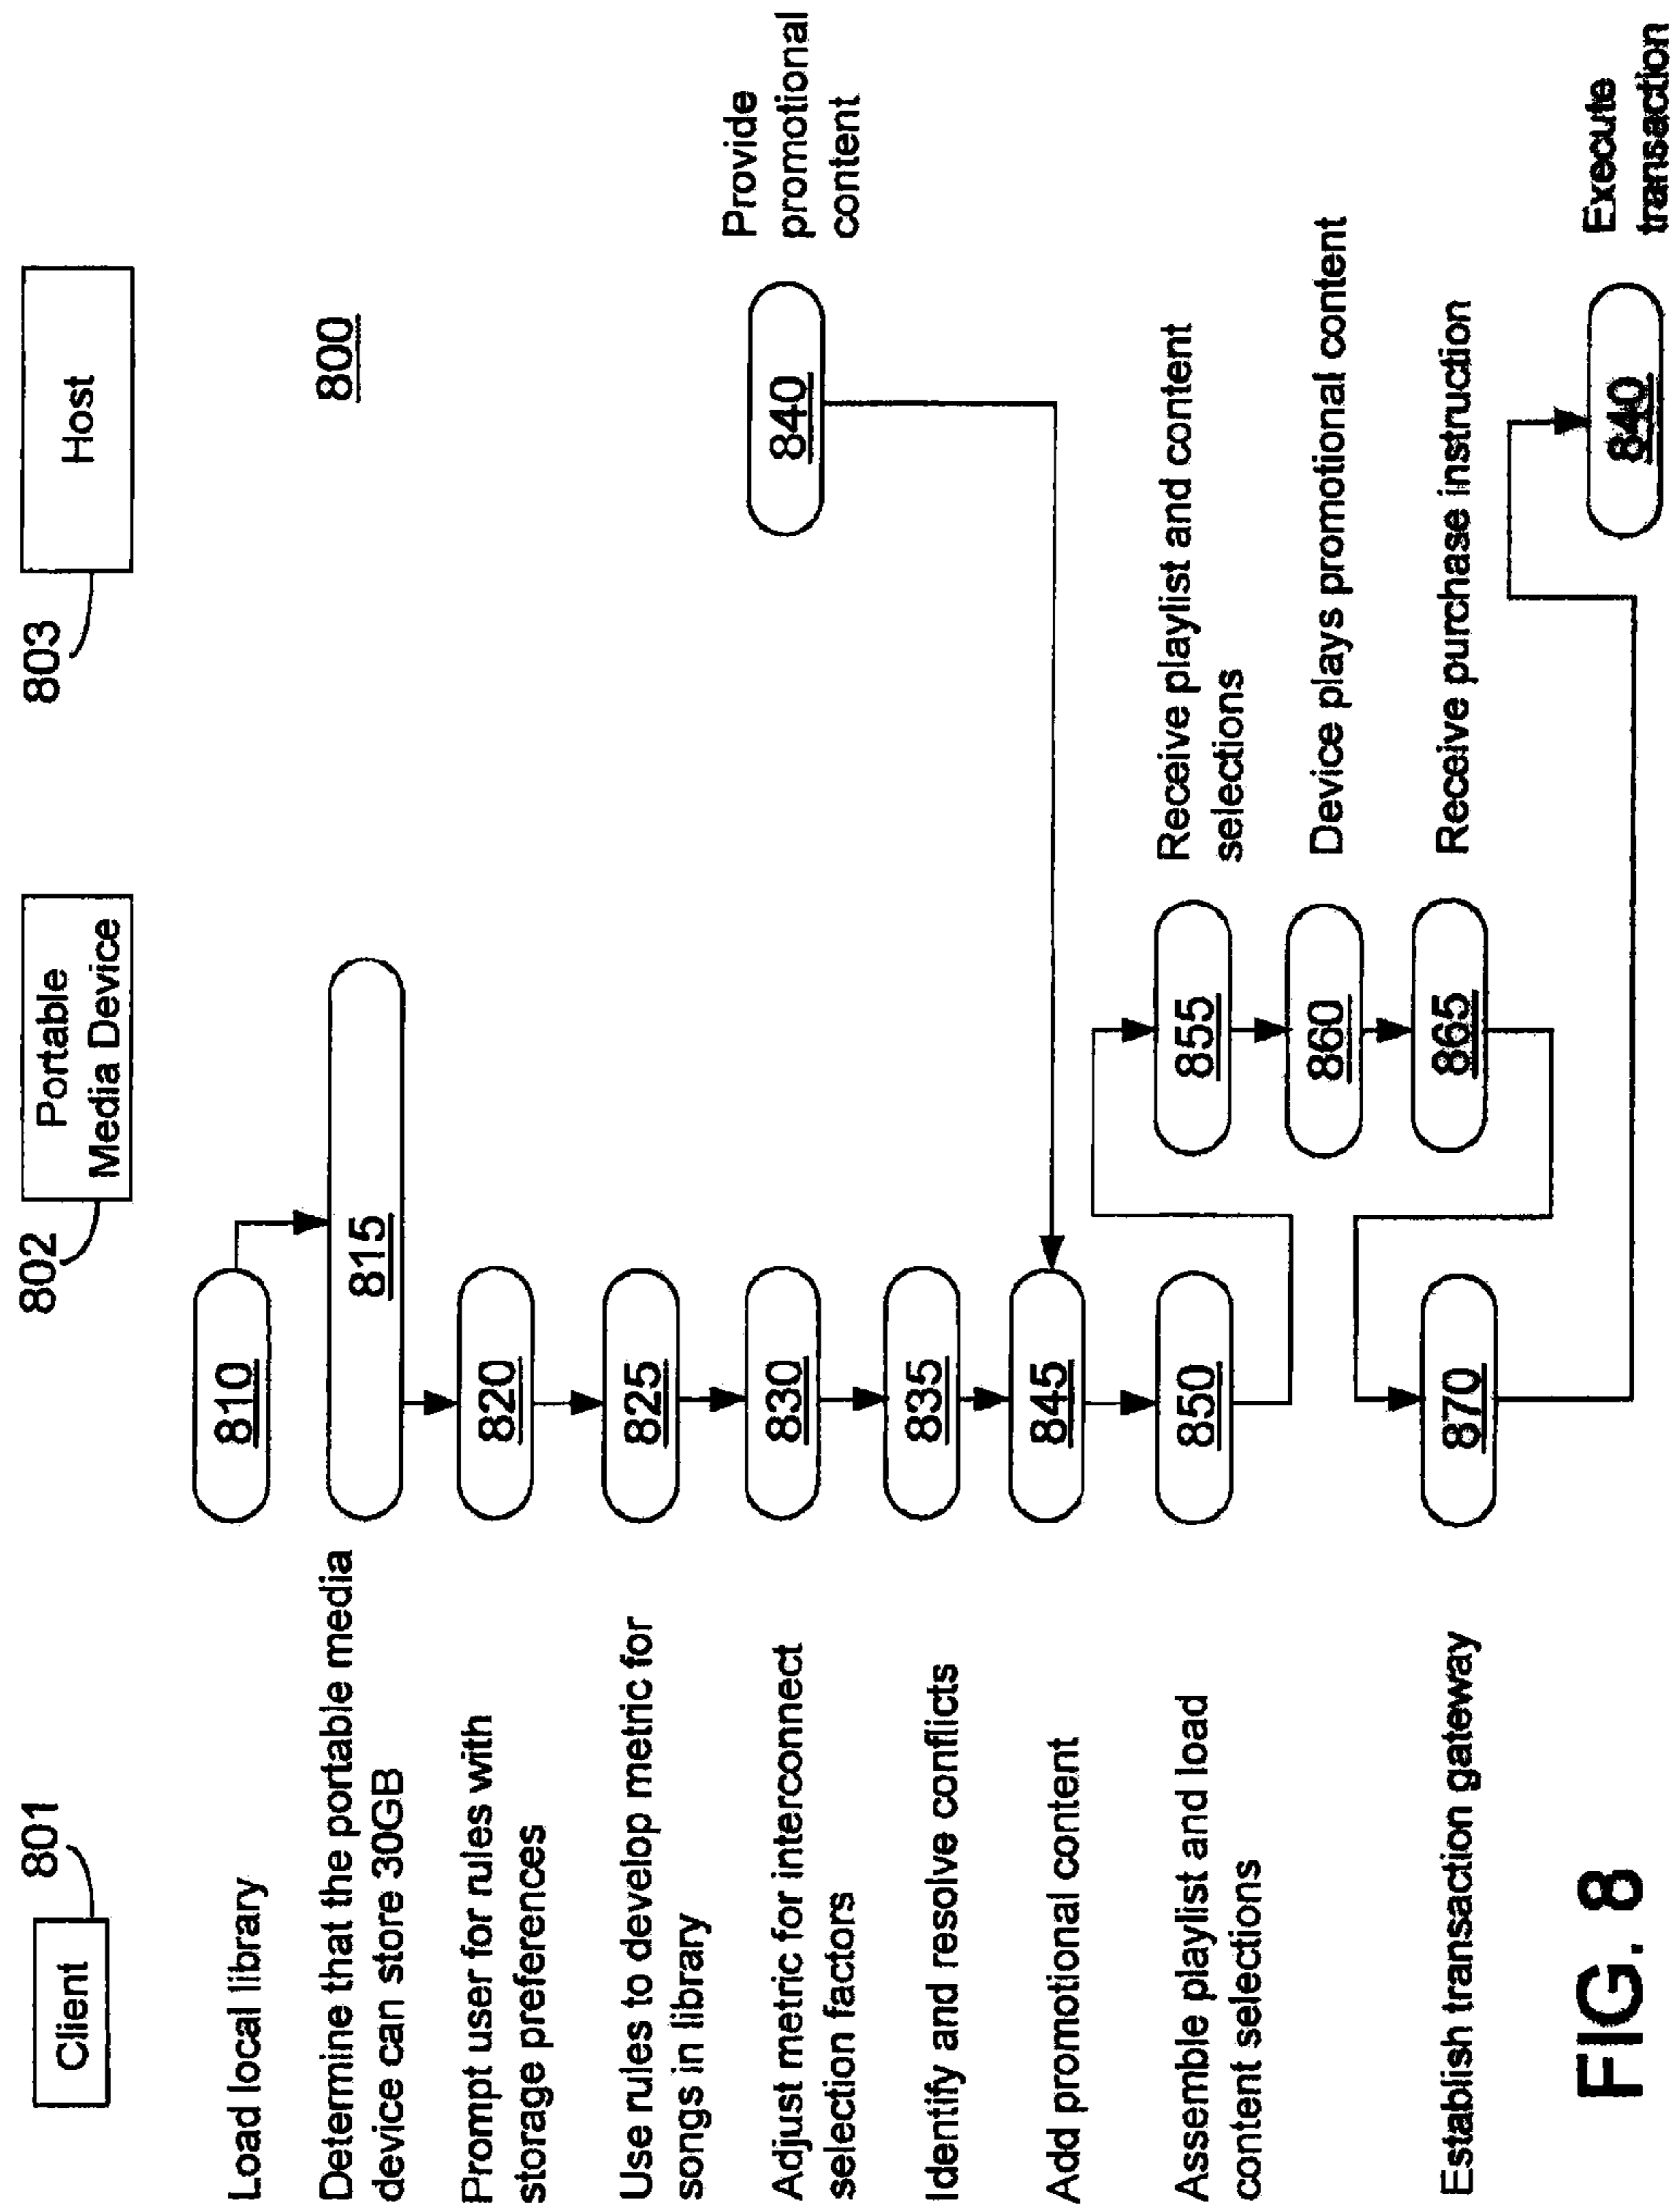 Client
801
Portable
Media Device
802
Host
803
800
Load local library
810
Determine that the portable media
device can store 30GB
815
Prompt user for rules with
storage preferences
820
Use rules to develop metric for
songs in library
825
Adjust metric for interconnect
selection factors
830
840
Provide
promotional
content
Identify and resolve conflicts
835
Add promotional content
845
Assemble playlist and load
content selections
850
855
Receive playlist and content
selections
860
Device plays promotional content
865
Receive purchase instruction
Establish transaction gateway
870
840
Execute
transaction
FIG. 8